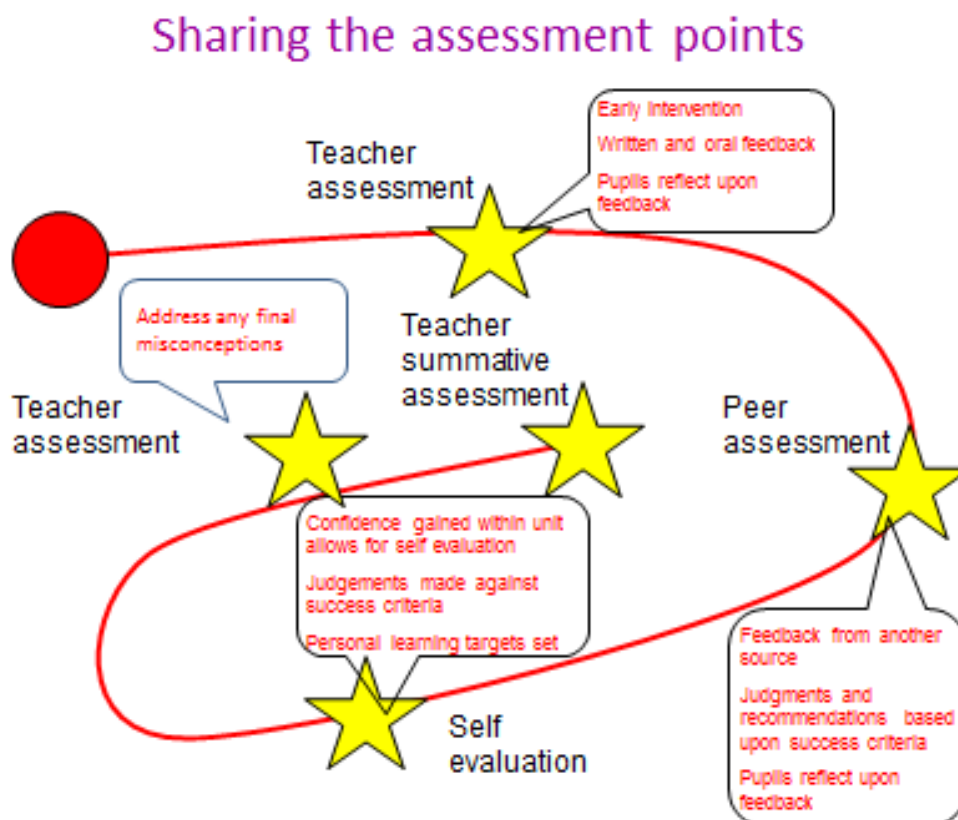 Sharing the assessment points
Early intervention
Written and oral feedback
Pupils reflect upon
feedback
Teacher
assessment
Address any final
misconceptions
Teacher
summative
assessment
Teacher
assessment
Peer
assessment
Confidence gained within unit
allows for self evaluation
Judgements made against
success criteria
Personal learning targets set
Feedback from another
source
Judgments and
recommendations based
upon success criteria
Pupils reflect upon
feedback
Self
evaluation